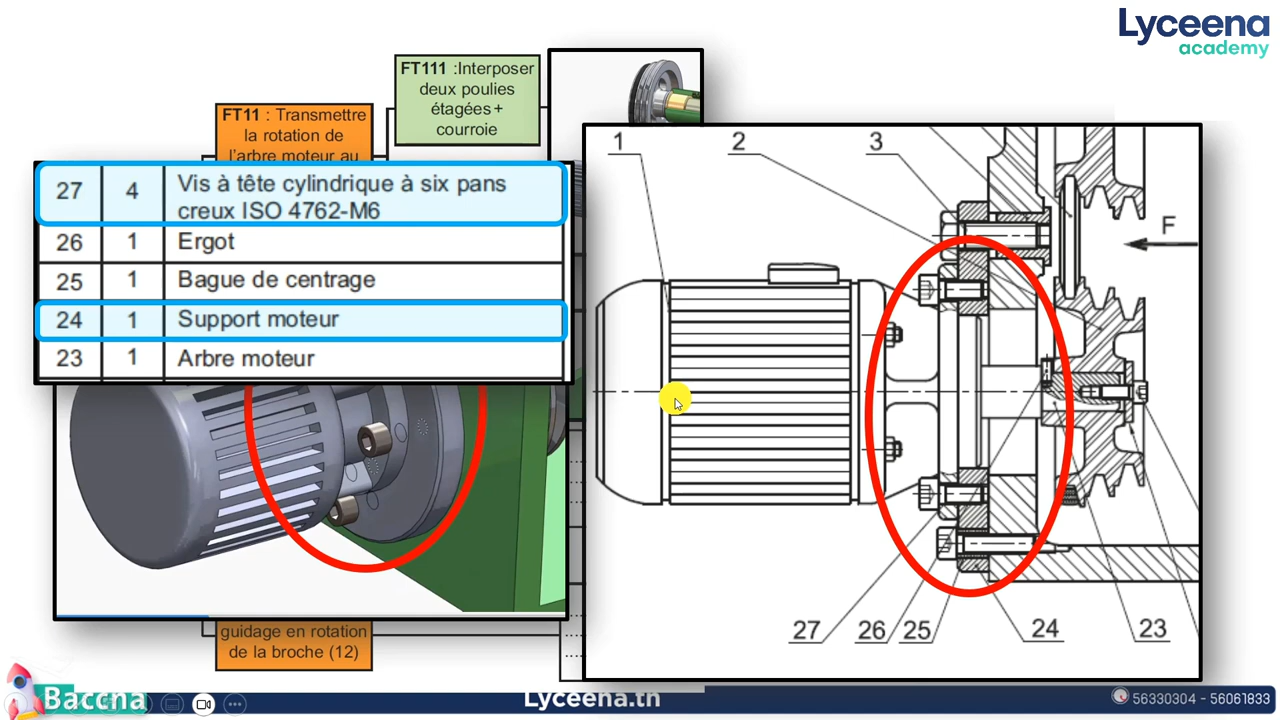 Lyceena
academy
FT111 :Interposer
deux poulies
étagées +
courroie
FT11 : Transmettre
la rotation de
l'arbre moteur au
27 4 Vis à tête cylindrique à six pans
creux ISO 4762-M6
26 1 Ergot
25 1 Bague de centrage
24 1 Support moteur
23 1 Arbre moteur
1 2 3
F
27 26 25 24 23
guidage en rotation
de la broche (12)
Baccna
Lyceena.tn
56330304 - 56061833